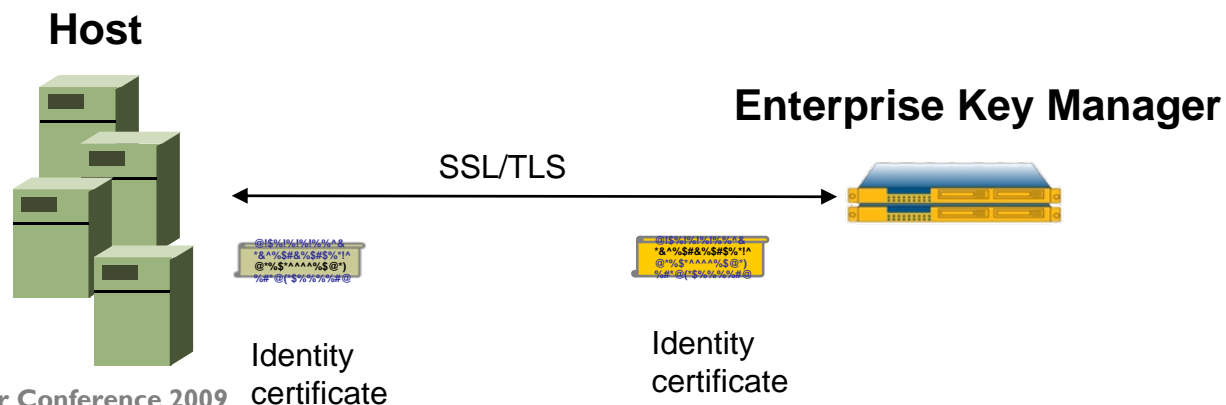 Host
Enterprise Key Manager
SSL/TLS
@!$%!%!%!%%^&
*&^%$#&%$#$%*!^
@*%$*^^^^%$@*)
%#*@(*$%%%%#@
@!$%!%!%!%%^&
*&^%$#&%$#$%*!^
@*%$*^^^^%$@*)
%#*@(*$%%%%#@
Identity
certificate
Identity
certificate
r Conference 2009